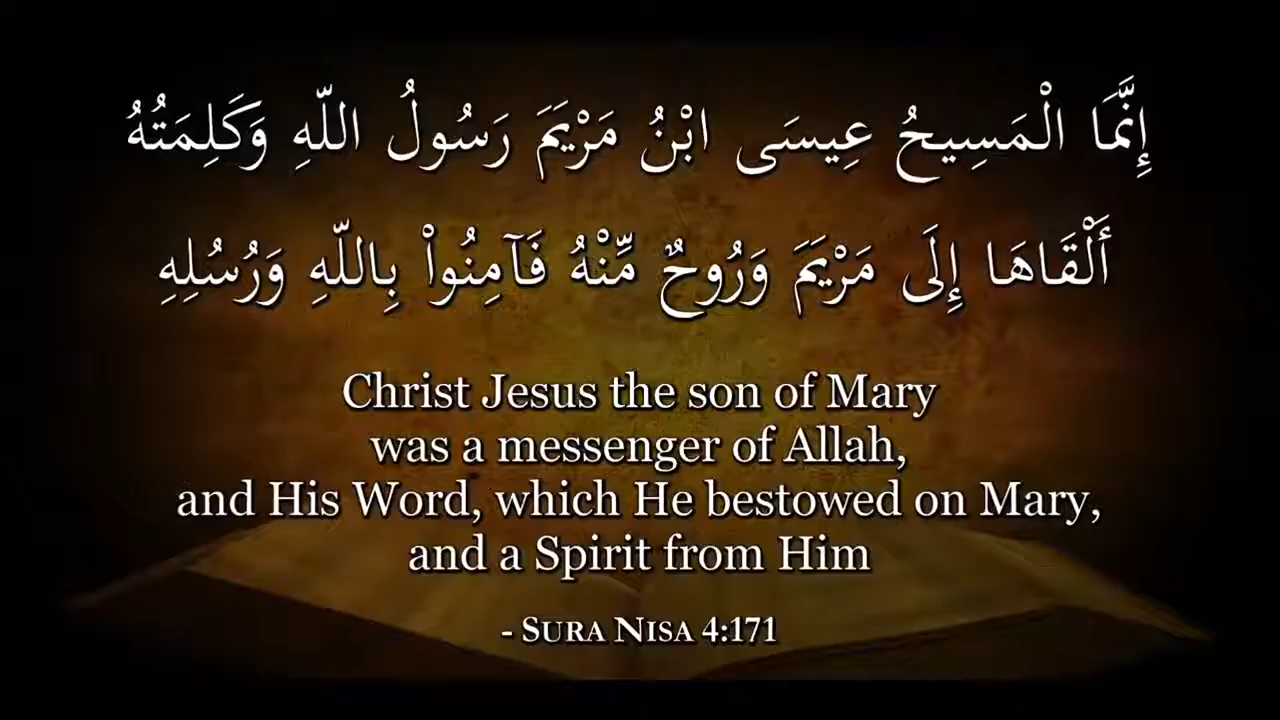 إِنَّمَا الْمَسِيحُ عِيسَى ابْنُ مَرْيَمَ رَسُولُ اللّهِ وَكَلِمَتُهُ
أَلْقَاهَا إِلَى مَرْيَمَ وَرُوحٌ مِّنْهُ فَآمِنُواْ بِاللّهِ وَرُسُلِهِ
Christ Jesus the son of Mary
was a messenger of Allah,
and His Word, which He bestowed on Mary,
and a Spirit from Him
- SURA NISA 4:171